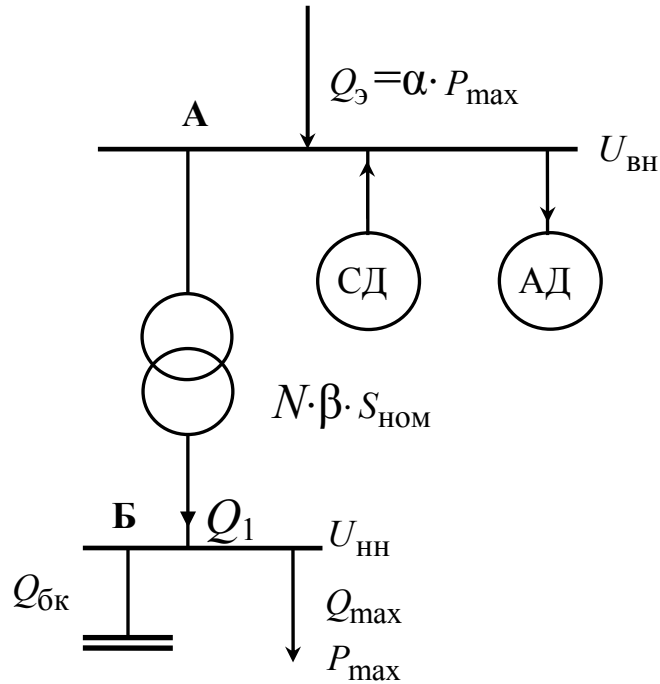 Qэ=α· Pmax
А
Uвн
СД
АД
N·β· Sном
Б
Q1
Uнн
Qбк
Qmax
Pmax